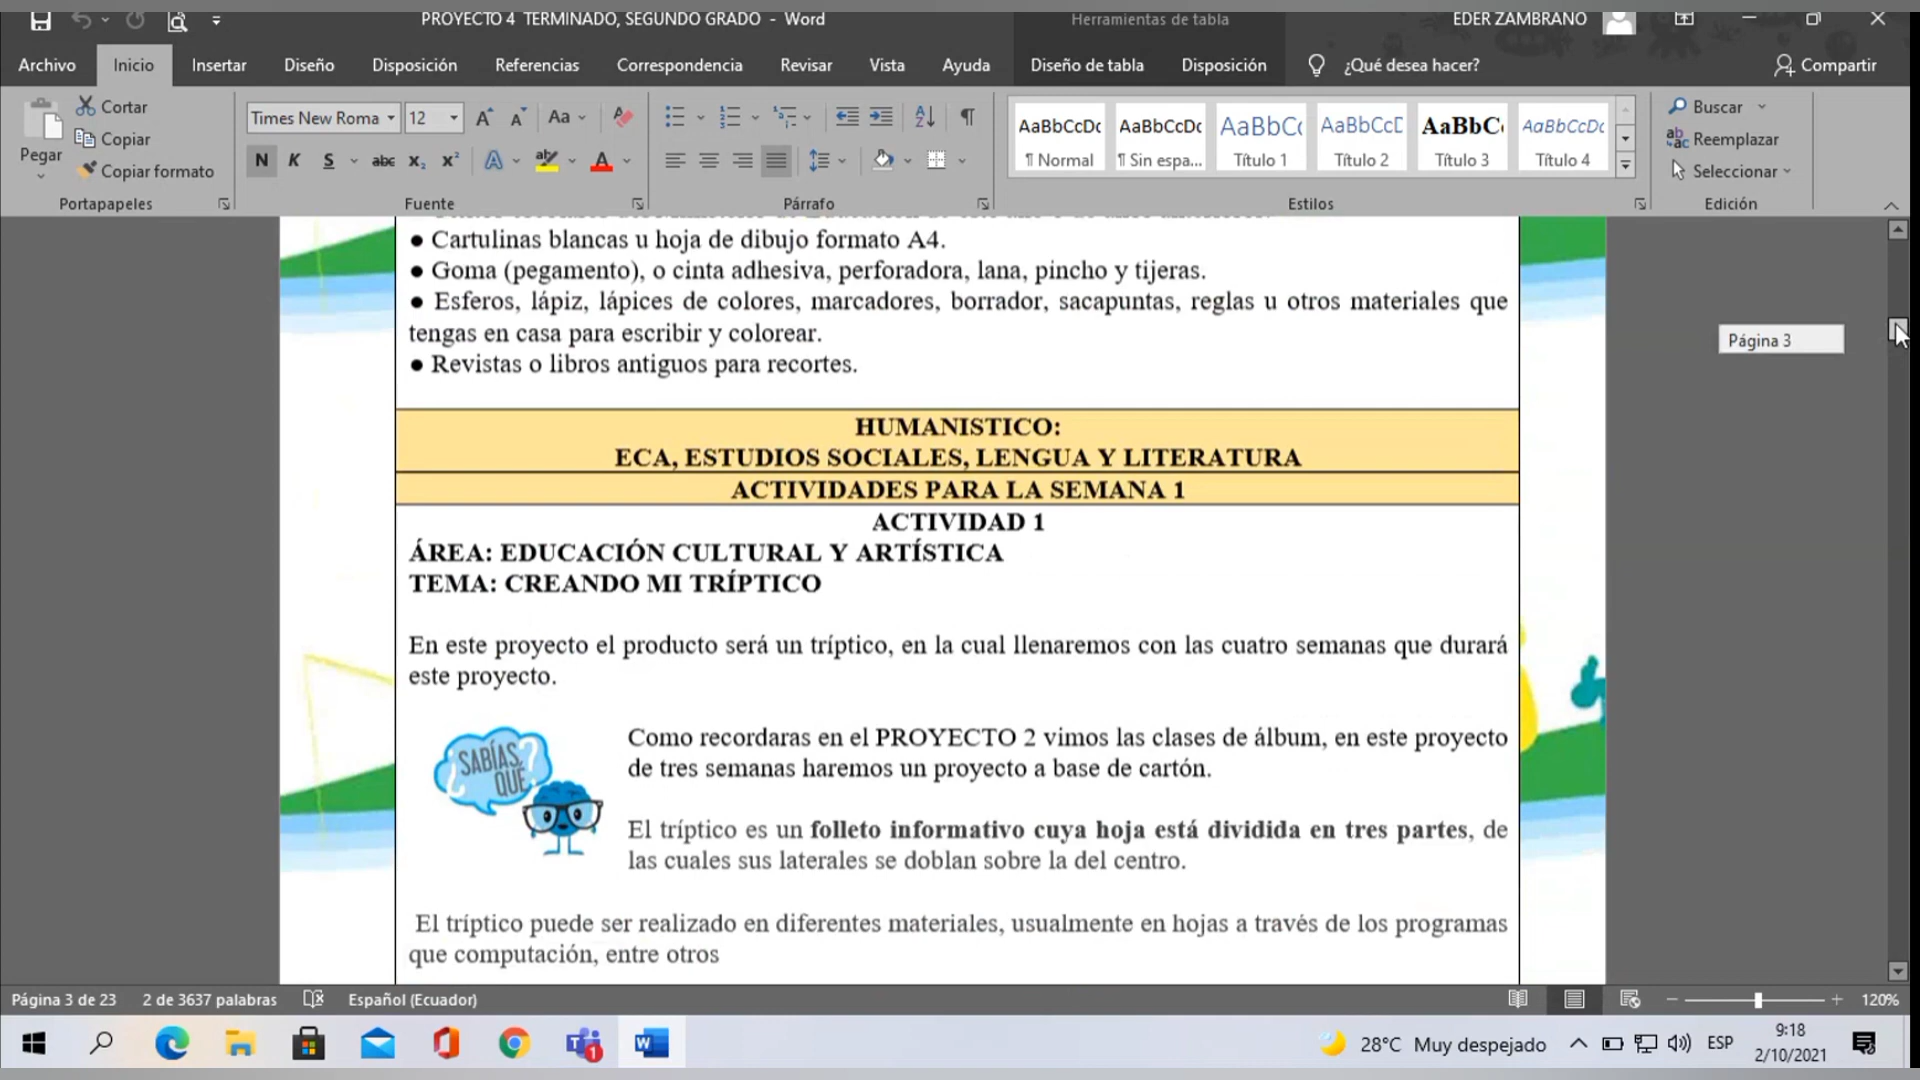 PROYECTO 4 TERMINADO, SEGUNDO GRADO - Word
Herramientas de tabla
EDER ZAMBRANO
Archivo
Inicio
Insertar
Diseño
Disposición
Referencias
Correspondencia
Revisar
Vista
Ayuda
Diseño de tabla
Disposición
¿Qué desea hacer?
Compartir
Pegar
Cortar
Copiar
Copiar formato
Portapapeles
Times New Roma
12
Aa
N K S abc x₂ x²
Fuente
Párrafo
AaBbCcDc
¶ Normal
AaBbCcDc
¶ Sin espa...
AaBbC
Título 1
AaBbCcD
Título 2
AaBbC
Título 3
AaBbCcDc
Título 4
Estilos
Buscar
Reemplazar
Seleccionar
Edición
● Cartulinas blancas u hoja de dibujo formato A4.
● Goma (pegamento), o cinta adhesiva, perforadora, lana, pincho y tijeras.
● Esferos, lápiz, lápices de colores, marcadores, borrador, sacapuntas, reglas u otros materiales que
tengas en casa para escribir y colorear.
● Revistas o libros antiguos para recortes.
Página 3
HUMANISTICO:
ECA, ESTUDIOS SOCIALES, LENGUA Y LITERATURA
ACTIVIDADES PARA LA SEMANA 1
ACTIVIDAD 1
ÁREA: EDUCACIÓN CULTURAL Y ARTÍSTICA
TEMA: CREANDO MI TRÍPTICO
En este proyecto el producto será un tríptico, en la cual llenaremos con las cuatro semanas que durará
este proyecto.
¿SABÍAS QUE?
Como recordaras en el PROYECTO 2 vimos las clases de álbum, en este proyecto
de tres semanas haremos un proyecto a base de cartón.
El tríptico es un folleto informativo cuya hoja está dividida en tres partes, de
las cuales sus laterales se doblan sobre la del centro.
El tríptico puede ser realizado en diferentes materiales, usualmente en hojas a través de los programas
que computación, entre otros
Página 3 de 23
2 de 3637 palabras
Español (Ecuador)
120%
1
28°C Muy despejado
ESP
9:18
2/10/2021